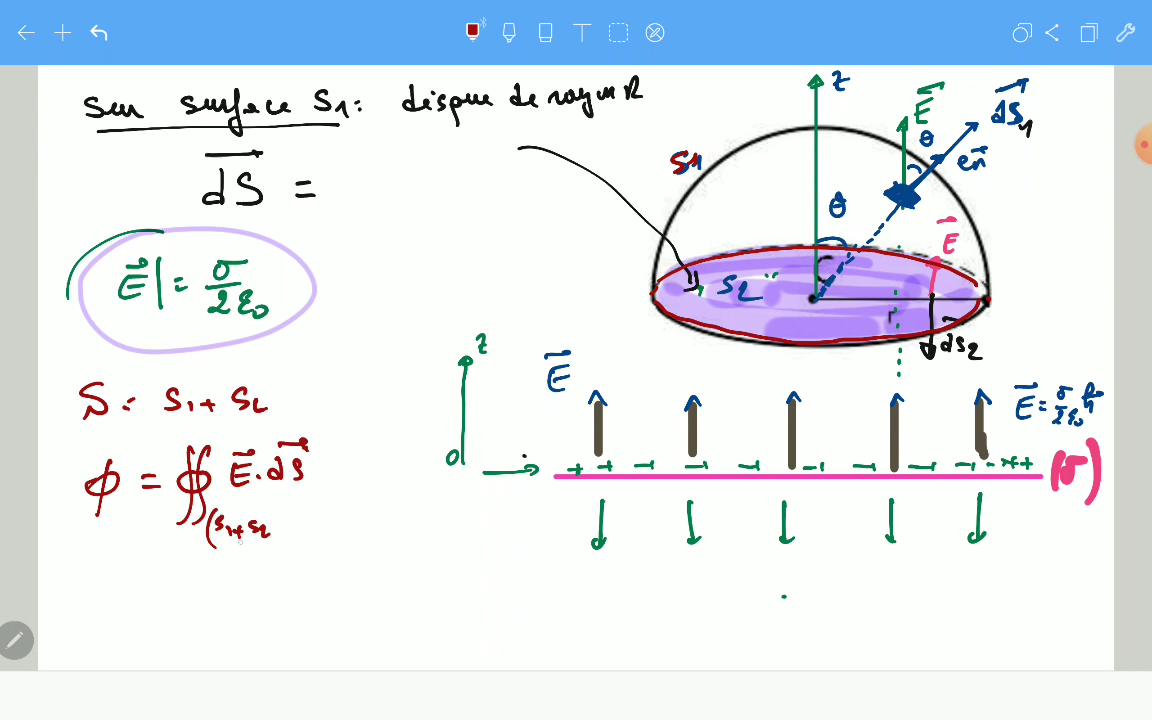 Sur surface S1: disque de rayon R
dS =
E| = σ/2ε0
S = S1 + S2
ϕ = ∯ E · dS
(S1 + S2
z
E
dS1
θ
en
S1
θ
E
S2
dS2
z
E
E = σ/2ε0
0
+ + - - - - - - - - ++
(σ)